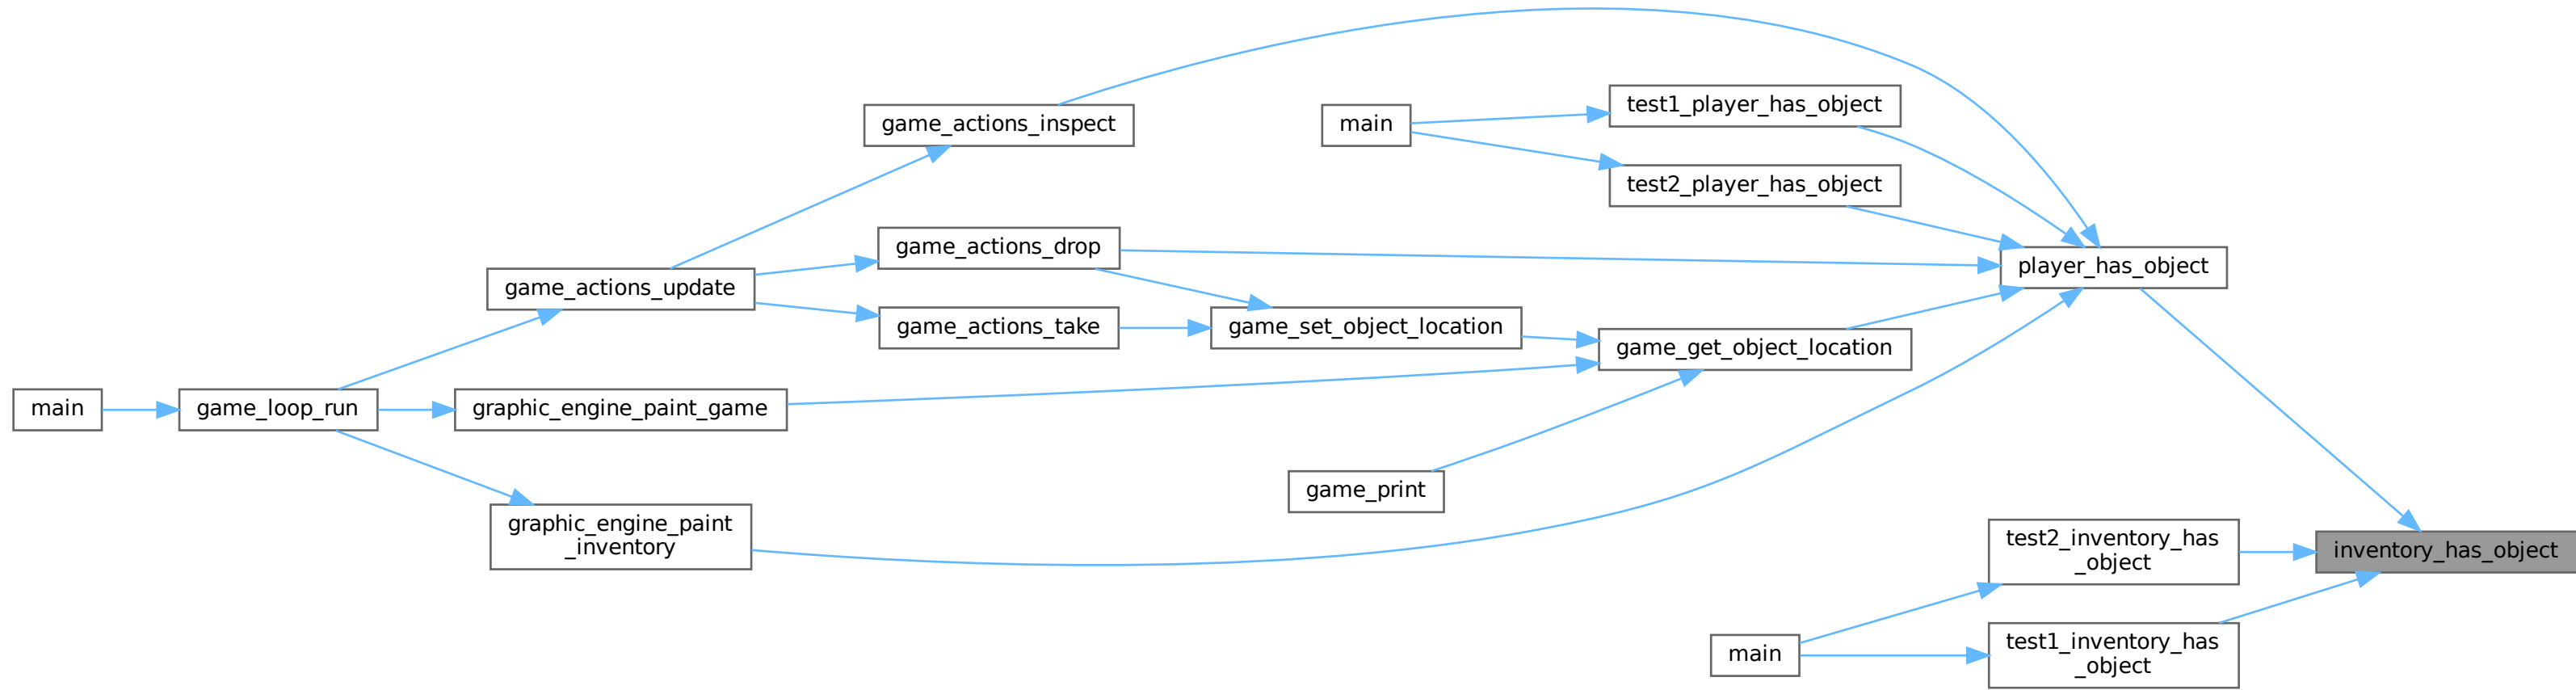 test1_player_has_object
game_actions_inspect
main
test2_player_has_object
game_actions_drop
player_has_object
game_actions_update
game_actions_take
game_set_object_location
game_get_object_location
main
game_loop_run
graphic_engine_paint_game
game_print
graphic_engine_paint
_inventory
test2_inventory_has
_object
inventory_has_object
main
test1_inventory_has
_object